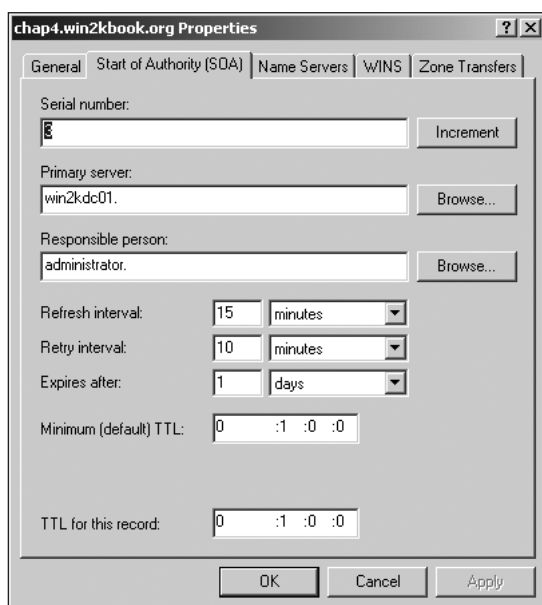 chap4.win2kbook.org Properties
General Start of Authority (SOA) Name Servers WINS Zone Transfers
Serial number:
3 Increment
Primary server:
win2kdc01. Browse...
Responsible person:
administrator. Browse...
Refresh interval: 15 minutes
Retry interval: 10 minutes
Expires after: 1 days
Minimum (default) TTL: 0 :1 :0 :0
TTL for this record: 0 :1 :0 :0
OK Cancel Apply